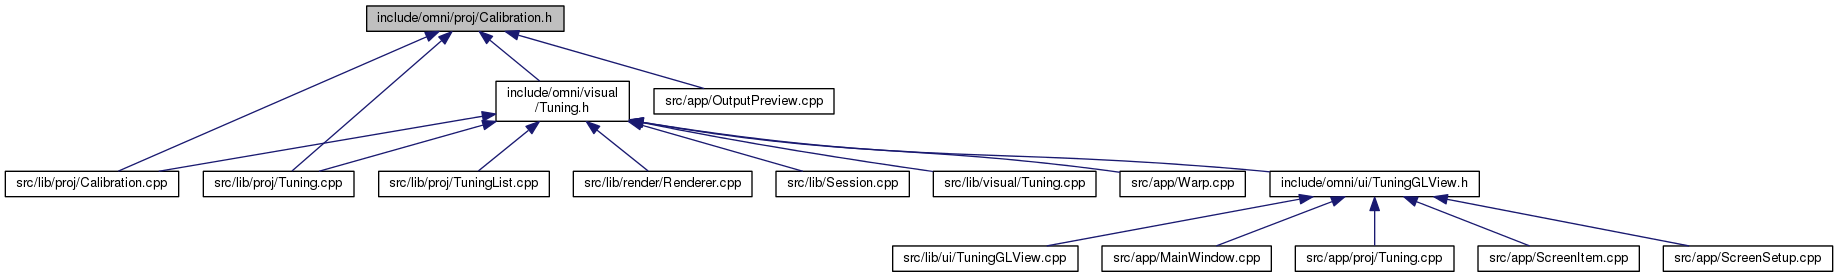 include/omni/proj/Calibration.h
include/omni/visual
/Tuning.h
src/app/OutputPreview.cpp
src/lib/proj/Calibration.cpp
src/lib/proj/Tuning.cpp
src/lib/proj/TuningList.cpp
src/lib/render/Renderer.cpp
src/lib/Session.cpp
src/lib/visual/Tuning.cpp
src/app/Warp.cpp
include/omni/ui/TuningGLView.h
src/lib/ui/TuningGLView.cpp
src/app/MainWindow.cpp
src/app/proj/Tuning.cpp
src/app/ScreenItem.cpp
src/app/ScreenSetup.cpp